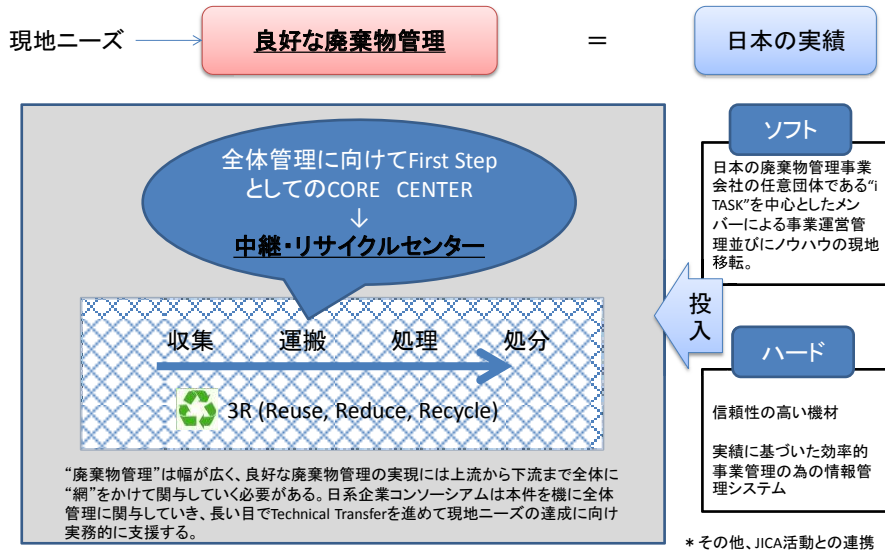 現地ニーズ
良好な廃棄物管理
=
日本の実績
全体管理に向けてFirst Step
としてのCORE CENTER
↓
中継・リサイクルセンター
収集 運搬 処理 処分
3R (Reuse, Reduce, Recycle)
“廃棄物管理”は幅が広く、良好な廃棄物管理の実現には上流から下流まで全体に
“網”をかけて関与していく必要がある。日系企業コンソーシアムは本件を機に全体
管理に関与していき、長い目でTechnical Transferを進めて現地ニーズの達成に向け
実務的に支援する。
投
入
ソフト
日本の廃棄物管理事業
会社の任意団体である“i
TASK”を中心としたメン
バーによる事業運営管
理並びにノウハウの現地
移転。
ハード
信頼性の高い機材
実績に基づいた効率的
事業管理の為の情報管
理システム
＊その他、JICA活動との連携